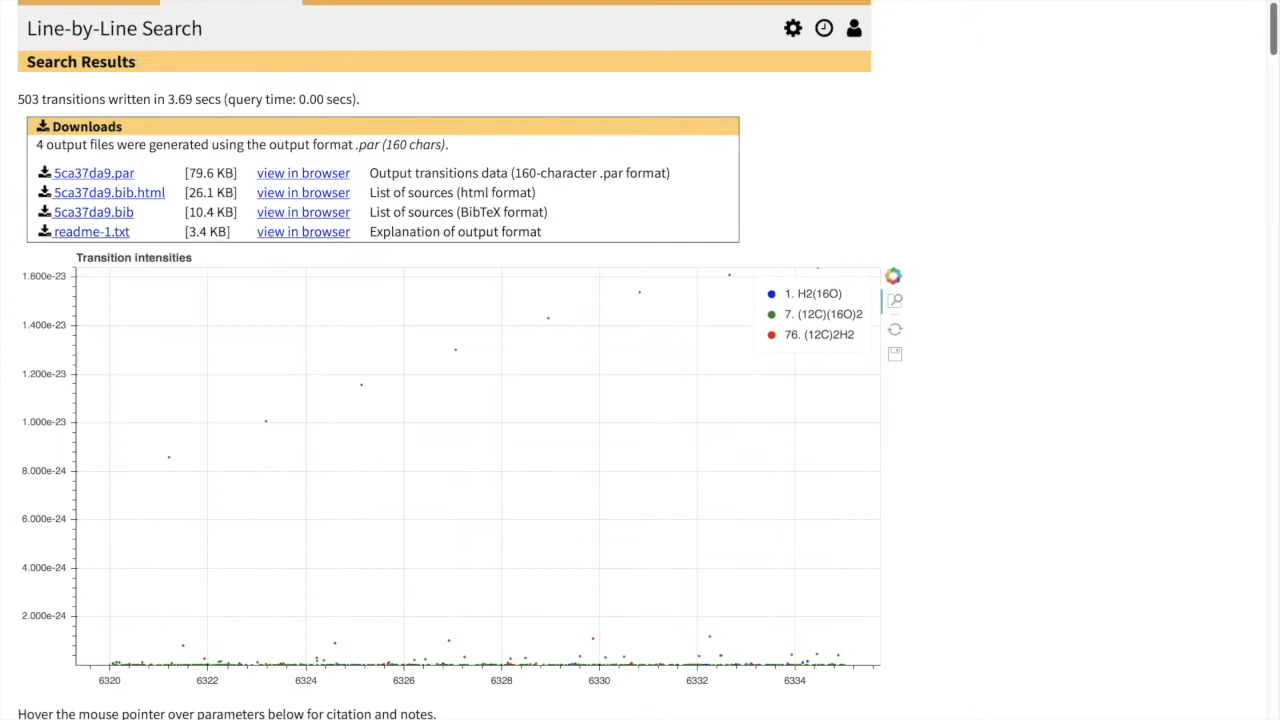 Line-by-Line Search
Search Results
503 transitions written in 3.69 secs (query time: 0.00 secs).
Downloads
4 output files were generated using the output format .par (160 chars).
5ca37da9.par [79.6 KB] view in browser Output transitions data (160-character .par format)
5ca37da9.bib.html [26.1 KB] view in browser List of sources (html format)
5ca37da9.bib [10.4 KB] view in browser List of sources (BibTeX format)
readme-1.txt [3.4 KB] view in browser Explanation of output format
Transition intensities
1.600e-23
1. H2(16O)
7. (12C)(16O)2
76. (12C)2H2
1.400e-23
1.200e-23
1.000e-23
8.000e-24
6.000e-24
4.000e-24
2.000e-24
6320 6322 6324 6326 6328 6330 6332 6334
Hover the mouse pointer over parameters below for citation and notes.